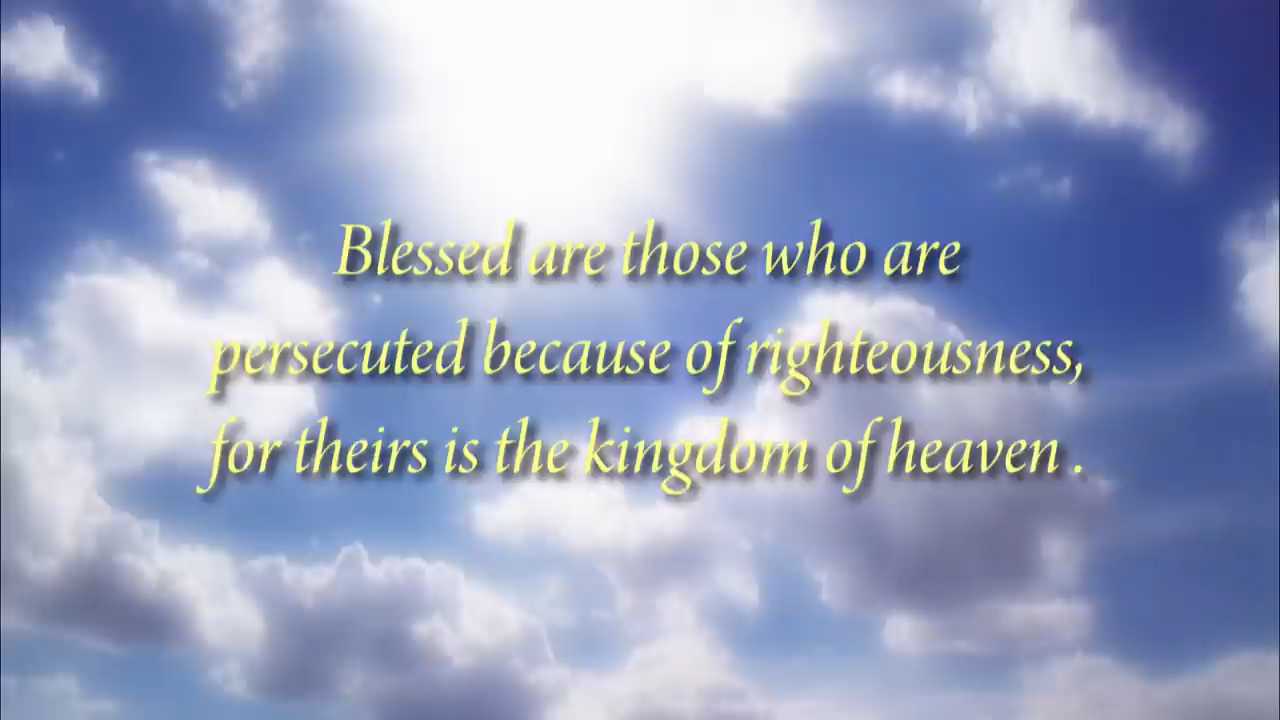 Blessed are those who are
persecuted because of righteousness,
for theirs is the kingdom of heaven .